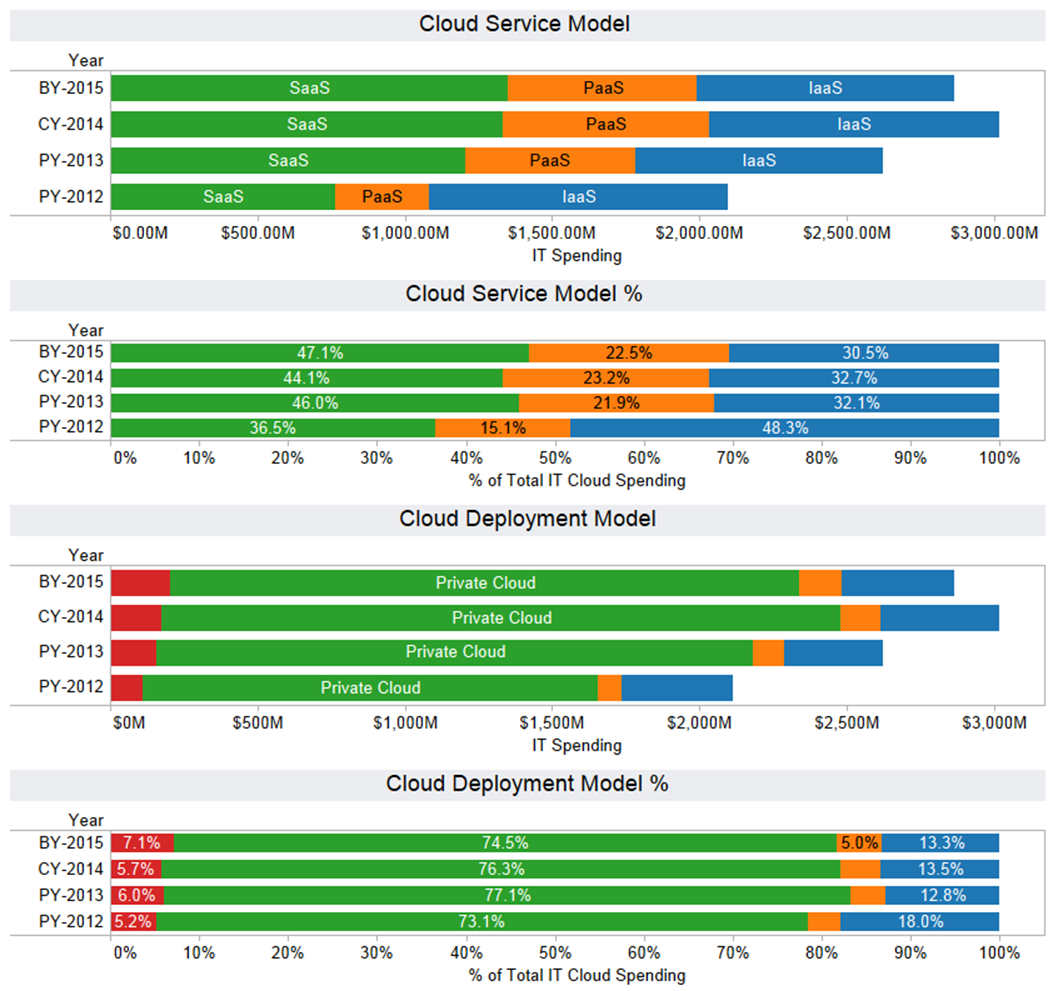 Cloud Service Model
Year
BY-2015 SaaS PaaS IaaS
CY-2014 SaaS PaaS IaaS
PY-2013 SaaS PaaS IaaS
PY-2012 SaaS PaaS IaaS
$0.00M $500.00M $1,000.00M $1,500.00M $2,000.00M $2,500.00M $3,000.00M
IT Spending
Cloud Service Model %
Year
BY-2015 47.1% 22.5% 30.5%
CY-2014 44.1% 23.2% 32.7%
PY-2013 46.0% 21.9% 32.1%
PY-2012 36.5% 15.1% 48.3%
0% 10% 20% 30% 40% 50% 60% 70% 80% 90% 100%
% of Total IT Cloud Spending
Cloud Deployment Model
Year
BY-2015 Private Cloud
CY-2014 Private Cloud
PY-2013 Private Cloud
PY-2012 Private Cloud
$0M $500M $1,000M $1,500M $2,000M $2,500M $3,000M
IT Spending
Cloud Deployment Model %
Year
BY-2015 7.1% 74.5% 5.0% 13.3%
CY-2014 5.7% 76.3% 13.5%
PY-2013 6.0% 77.1% 12.8%
PY-2012 5.2% 73.1% 18.0%
0% 10% 20% 30% 40% 50% 60% 70% 80% 90% 100%
% of Total IT Cloud Spending